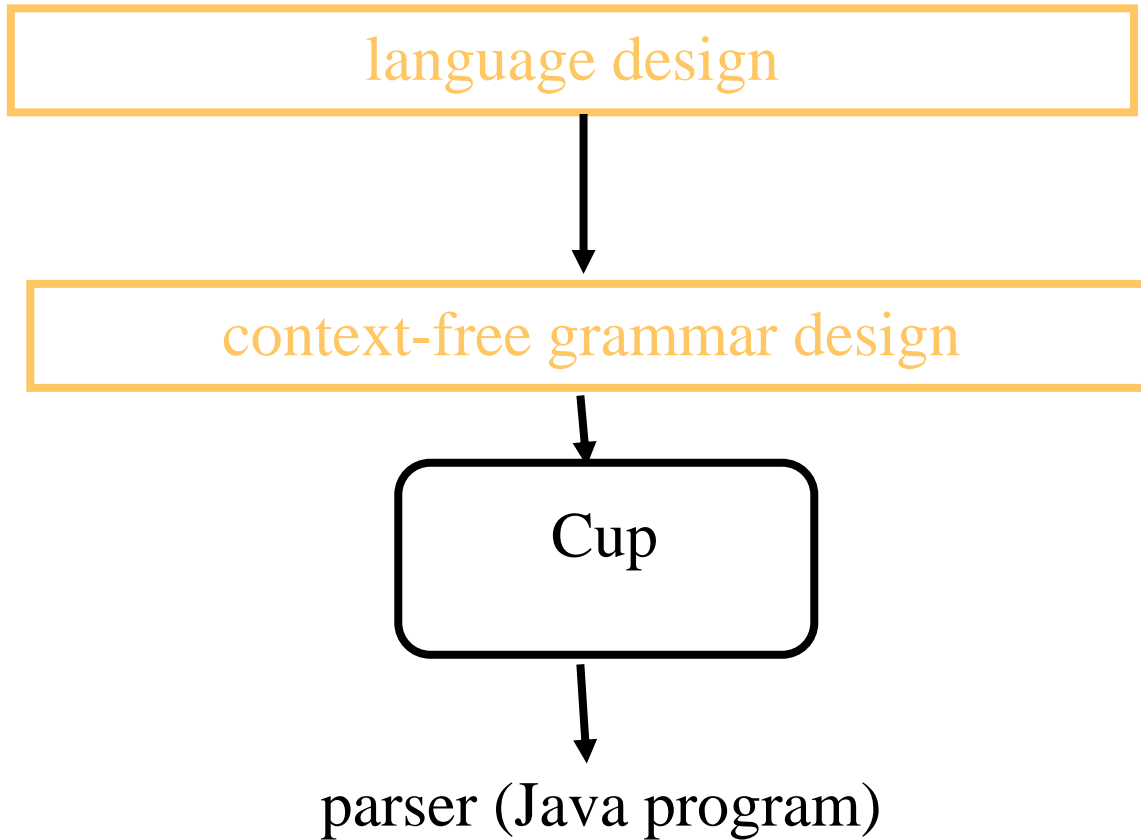 language design
context-free grammar design
Cup
parser (Java program)